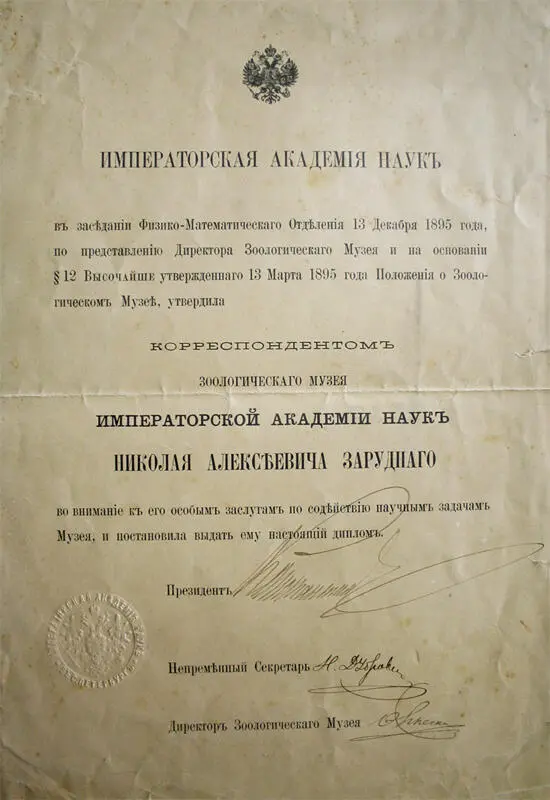 ИМПЕРАТОРСКАЯ АКАДЕМІЯ НАУКЪ
въ засѣданіи Физико-Математическаго Отдѣленія 13 Декабря 1895 года,
по представленію Директора Зоологическаго Музея и на основаніи
§ 12 Высочайше утвержденнаго 13 Марта 1895 года Положенія о Зооло-
гическомъ Музеѣ, утвердила
КОРРЕСПОНДЕНТОМЪ
ЗООЛОГИЧЕСКАГО МУЗЕЯ
ИМПЕРАТОРСКОЙ АКАДЕМІИ НАУКЪ
НИКОЛАЯ АЛЕКСѢЕВИЧА ЗАРУДНАГО
во вниманіе къ его особымъ заслугамъ по содѣйствію научнымъ задачамъ
Музея, и постановила выдать ему настоящій дипломъ.
Президентъ
Непремѣнный Секретарь Н. Дубровин
Директоръ Зоологическаго Музея